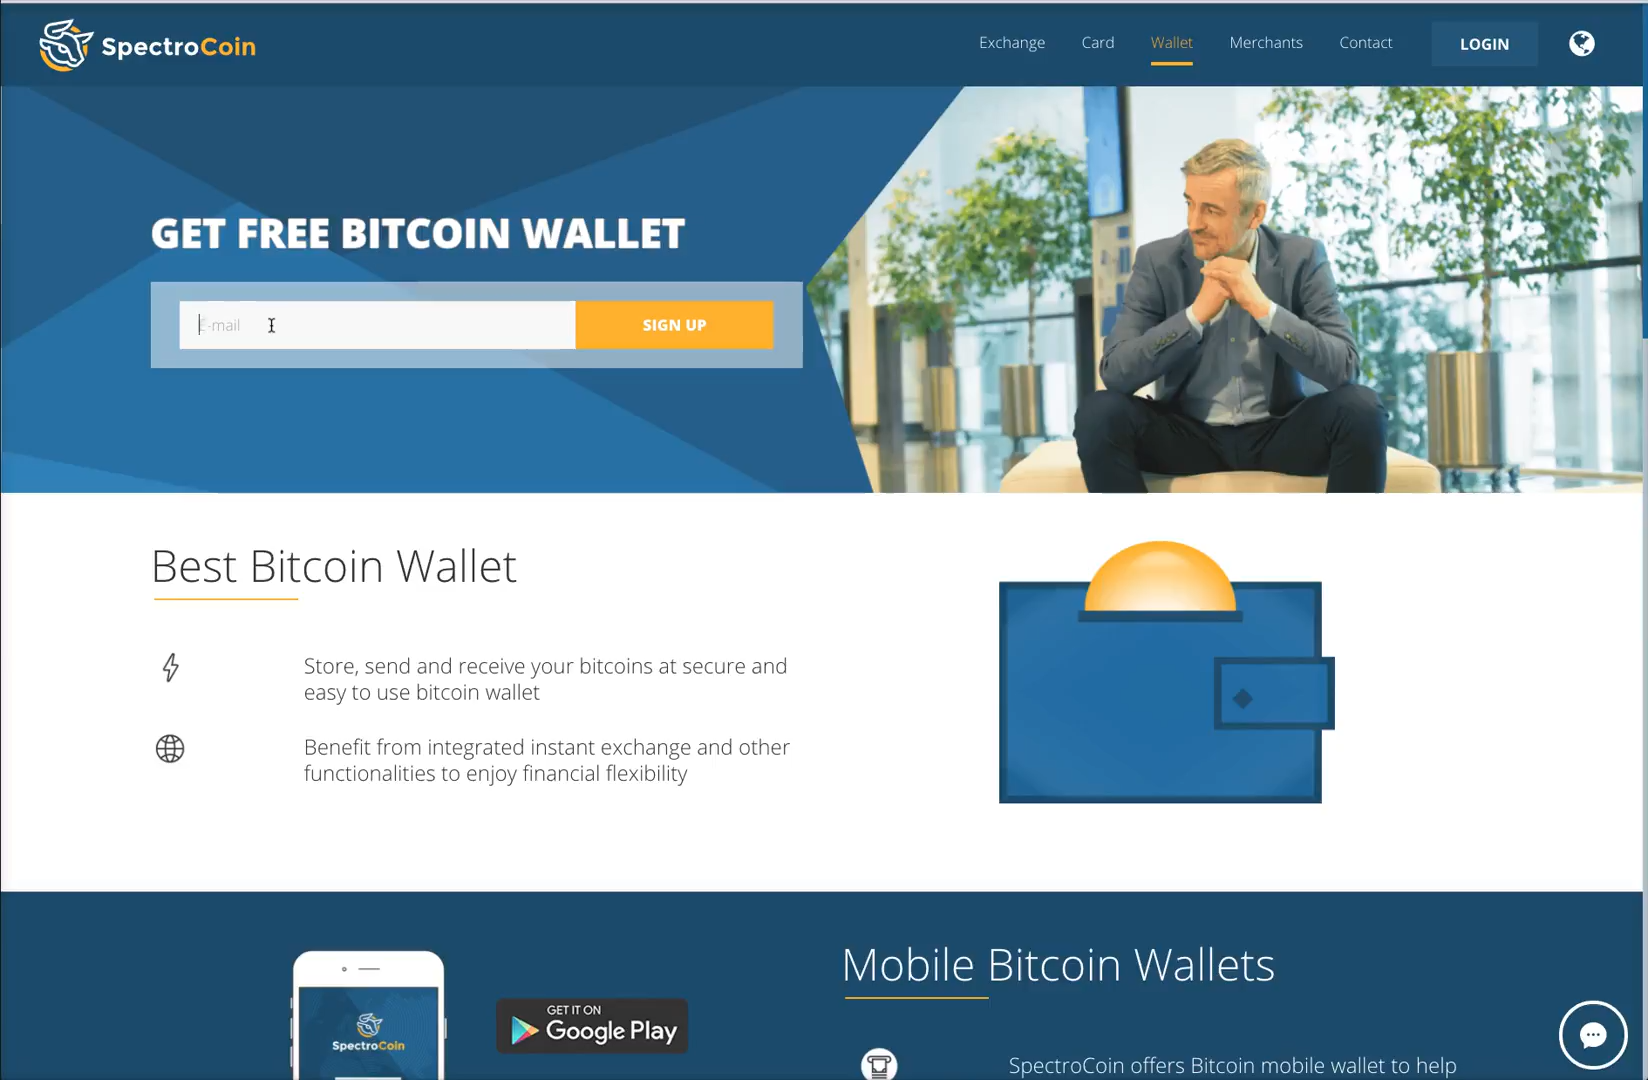 SpectroCoin
Exchange Card Wallet Merchants Contact LOGIN
GET FREE BITCOIN WALLET
E-mail
SIGN UP
Best Bitcoin Wallet
Store, send and receive your bitcoins at secure and
easy to use bitcoin wallet
Benefit from integrated instant exchange and other
functionalities to enjoy financial flexibility
SpectroCoin
GET IT ON
Google Play
Mobile Bitcoin Wallets
SpectroCoin offers Bitcoin mobile wallet to help